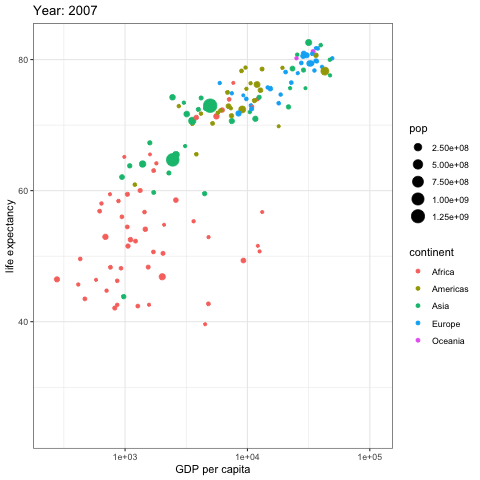 Year: 2007
80
60
40
life expectancy
1e+03
1e+04
1e+05
GDP per capita
pop
2.50e+08
5.00e+08
7.50e+08
1.00e+09
1.25e+09
continent
Africa
Americas
Asia
Europe
Oceania